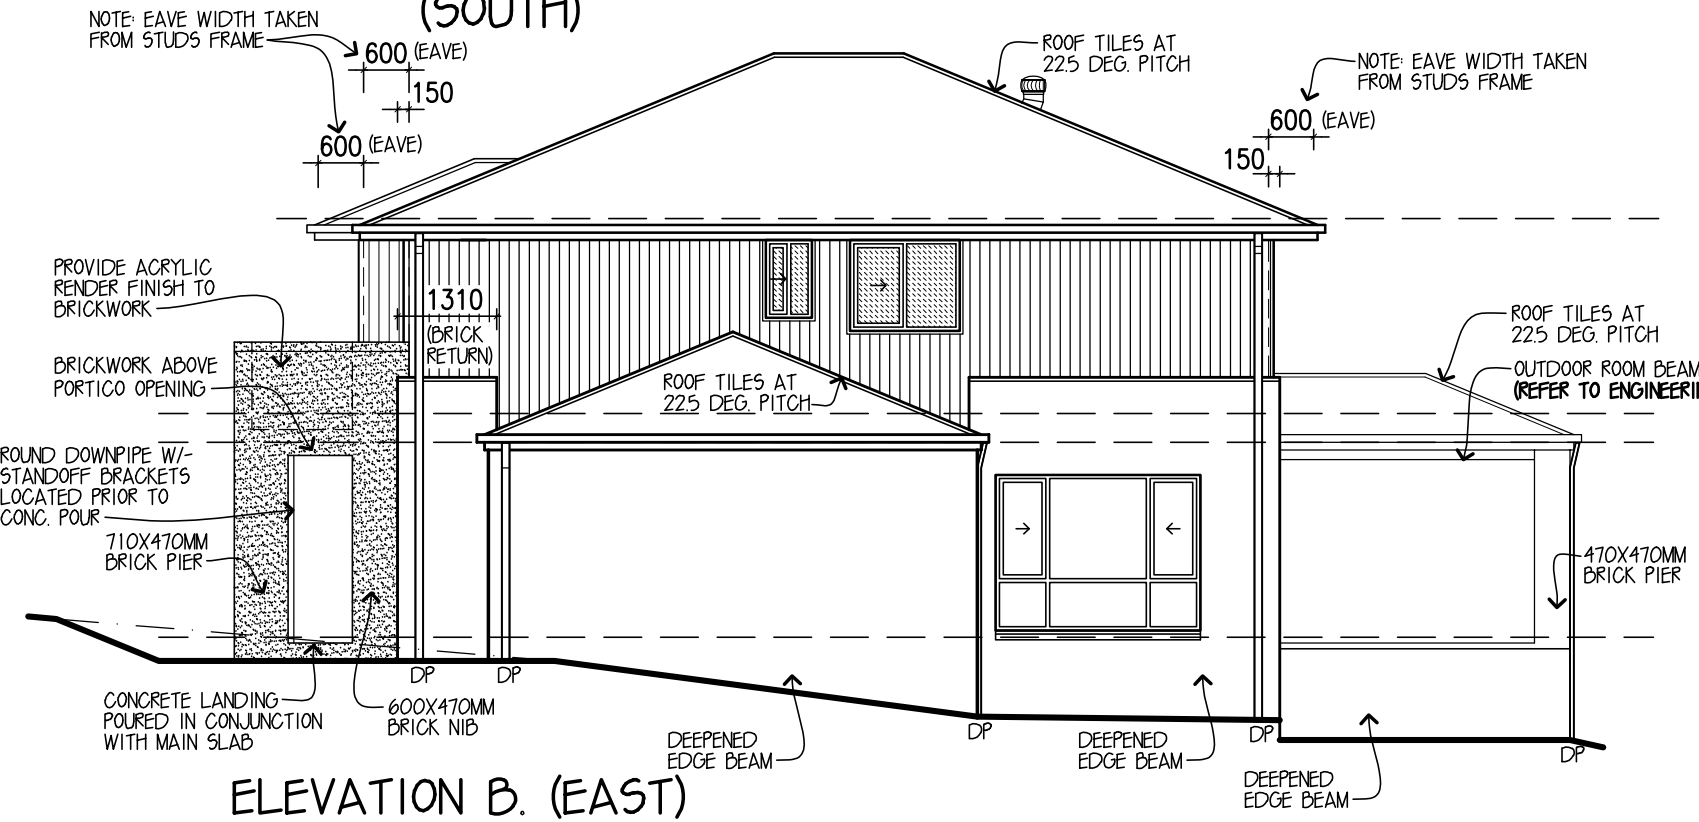 (SOUTH)
NOTE: EAVE WIDTH TAKEN
FROM STUDS FRAME
600 (EAVE)
150
600 (EAVE)
ROOF TILES AT
22.5 DEG. PITCH
NOTE: EAVE WIDTH TAKEN
FROM STUDS FRAME
600 (EAVE)
150
PROVIDE ACRYLIC
RENDER FINISH TO
BRICKWORK
1310
(BRICK
RETURN)
BRICKWORK ABOVE
PORTICO OPENING
ROOF TILES AT
22.5 DEG. PITCH
ROOF TILES AT
22.5 DEG. PITCH
OUTDOOR ROOM BEAM
(REFER TO ENGINEERI
ROUND DOWNPIPE W/-
STANDOFF BRACKETS
LOCATED PRIOR TO
CONC. POUR
710X470MM
BRICK PIER
470X470MM
BRICK PIER
CONCRETE LANDING
POURED IN CONJUNCTION
WITH MAIN SLAB
600X470MM
BRICK NIB
DP
DP
DP
DP
DP
DEEPENED
EDGE BEAM
DEEPENED
EDGE BEAM
DEEPENED
EDGE BEAM
ELEVATION B. (EAST)